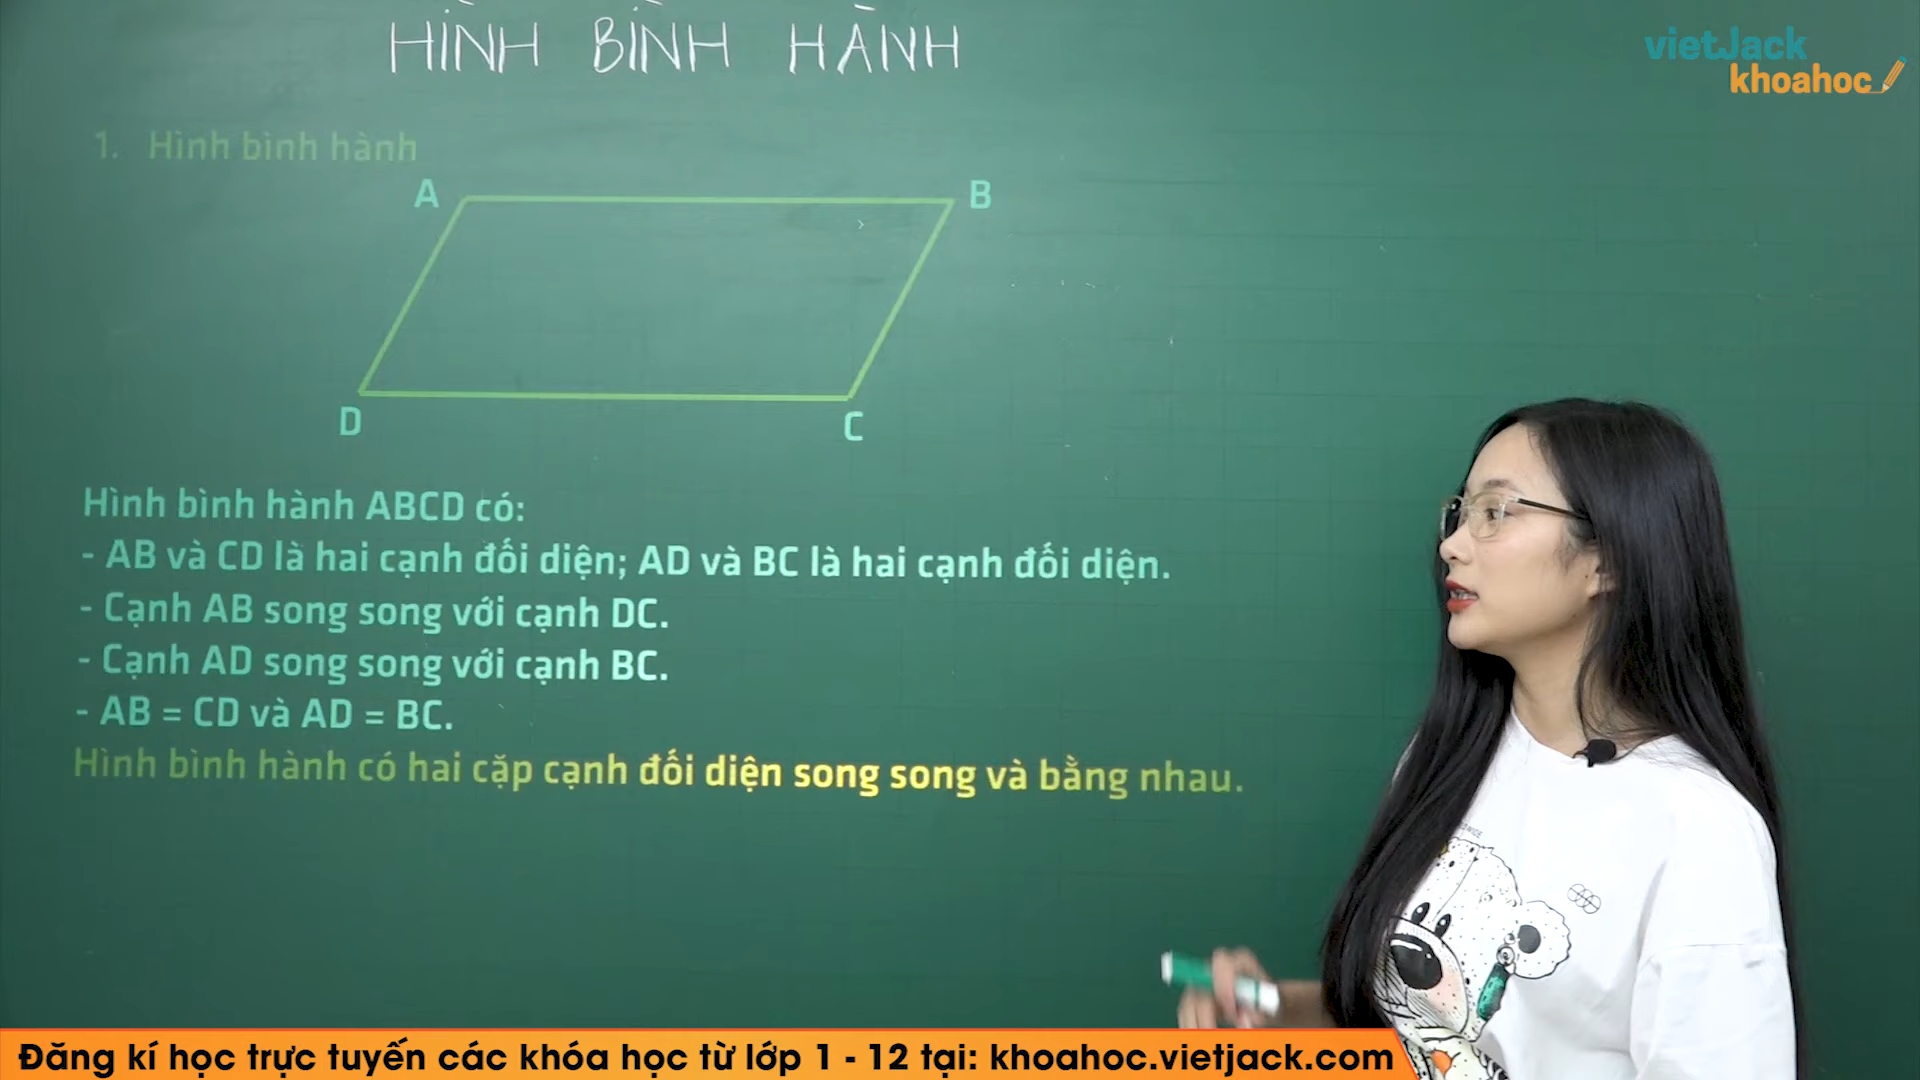 HÌNH BÌNH HÀNH
vietJack
khoahoc
1. Hình bình hành
A
B
D
C
Hình bình hành ABCD có:
- AB và CD là hai cạnh đối diện; AD và BC là hai cạnh đối diện.
- Cạnh AB song song với cạnh DC.
- Cạnh AD song song với cạnh BC.
- AB = CD và AD = BC.
Hình bình hành có hai cặp cạnh đối diện song song và bằng nhau.
Đăng kí học trực tuyến các khóa học từ lớp 1 - 12 tại: khoahoc.vietjack.com